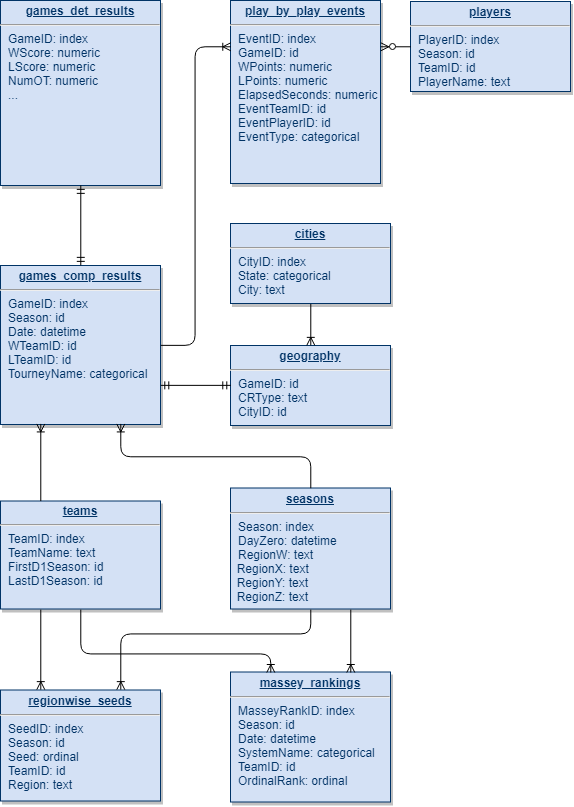 games_det_results
GameID: index
WScore: numeric
LScore: numeric
NumOT: numeric
...
play_by_play_events
EventID: index
GameID: id
WPoints: numeric
LPoints: numeric
ElapsedSeconds: numeric
EventTeamID: id
EventPlayerID: id
EventType: categorical
players
PlayerID: index
Season: id
TeamID: id
PlayerName: text
cities
CityID: index
State: categorical
City: text
games_comp_results
GameID: index
Season: id
Date: datetime
WTeamID: id
LTeamID: id
TourneyName: categorical
geography
GameID: id
CRType: text
CityID: id
teams
TeamID: index
TeamName: text
FirstD1Season: id
LastD1Season: id
seasons
Season: index
DayZero: datetime
RegionW: text
RegionX: text
RegionY: text
RegionZ: text
regionwise_seeds
SeedID: index
Season: id
Seed: ordinal
TeamID: id
Region: text
massey_rankings
MasseyRankID: index
Season: id
Date: datetime
SystemName: categorical
TeamID: id
OrdinalRank: ordinal